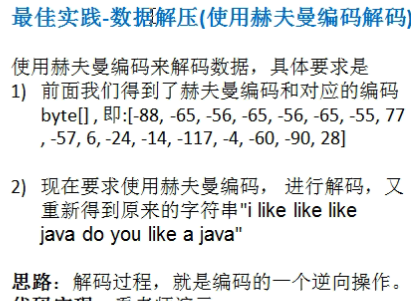 最佳实践-数据解压(使用赫夫曼编码解码)
使用赫夫曼编码来解码数据，具体要求是
1) 前面我们得到了赫夫曼编码和对应的编码
byte[] , 即:[-88, -65, -56, -65, -56, -65, -55, 77
, -57, 6, -24, -14, -117, -4, -60, -90, 28]
2) 现在要求使用赫夫曼编码， 进行解码，又
重新得到原来的字符串"i like like like
java do you like a java"
思路：解码过程，就是编码的一个逆向操作。